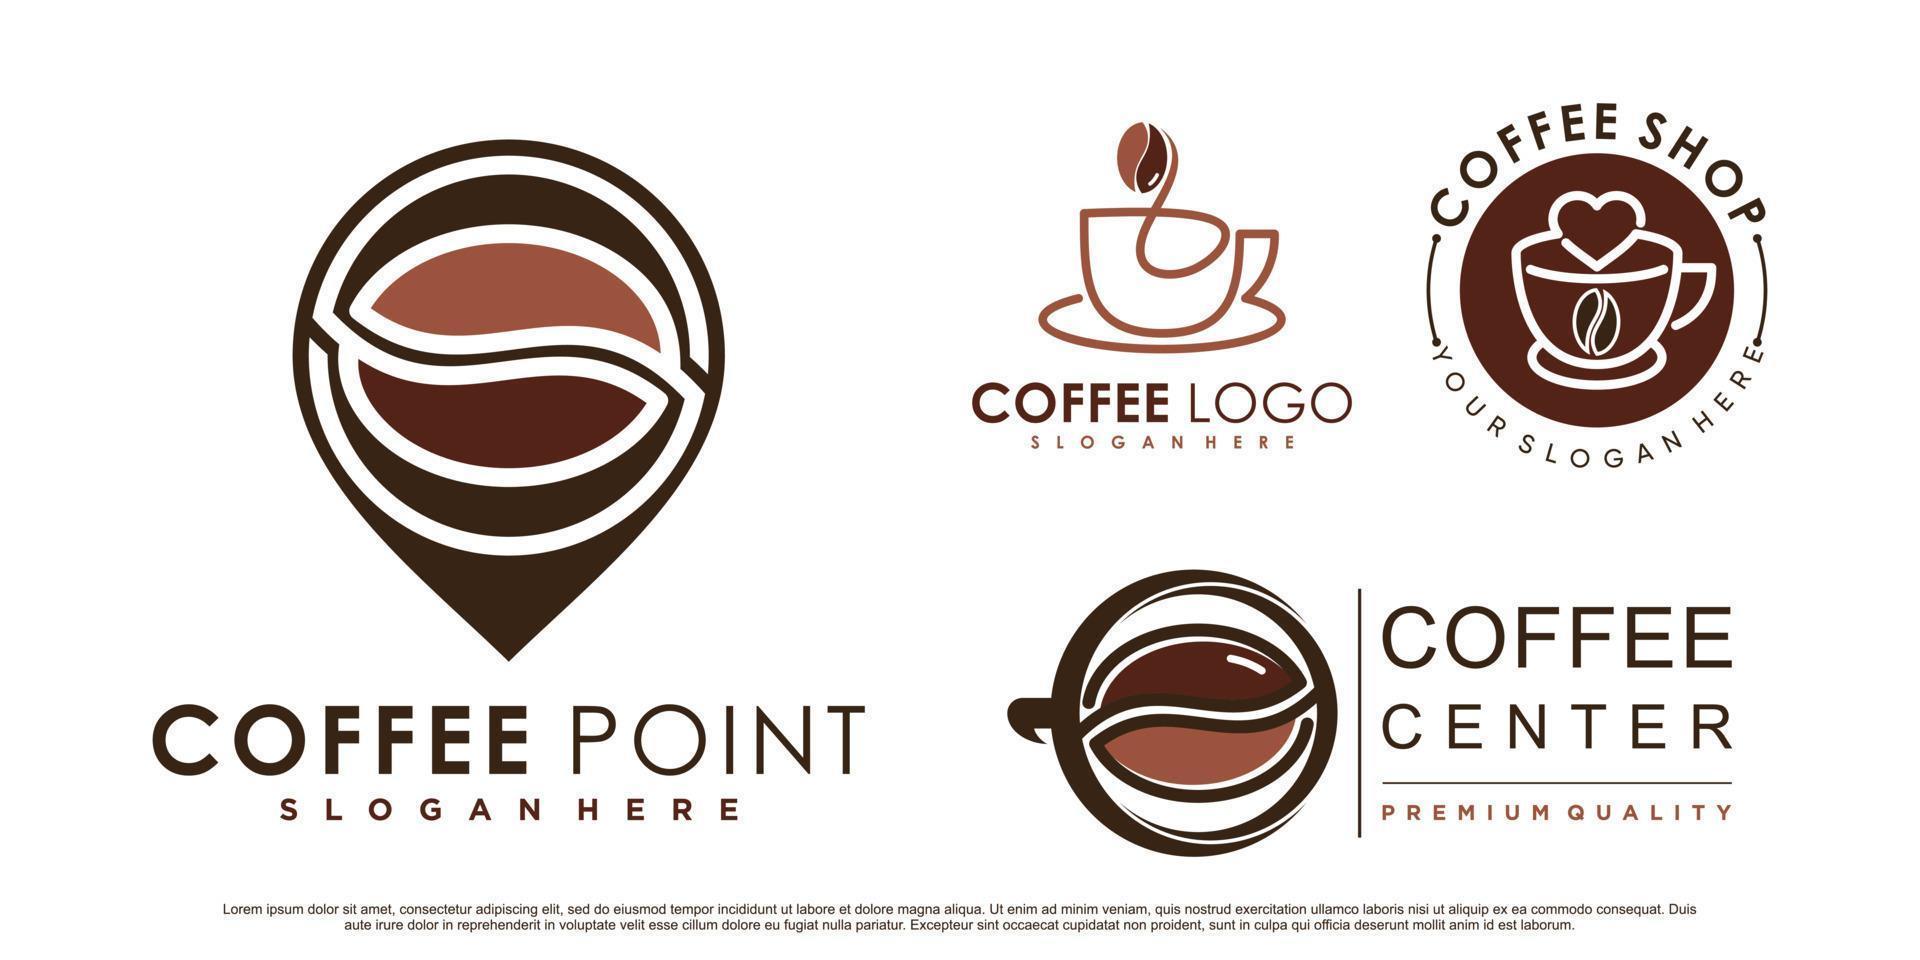 COFFEE POINT
SLOGAN HERE
COFFEE LOGO
SLOGAN HERE
COFFEE SHOP
YOUR SLOGAN HERE
COFFEE
CENTER
PREMIUM QUALITY
Lorem ipsum dolor sit amet, consectetur adipiscing elit, sed do eiusmod tempor incididunt ut labore et dolore magna aliqua. Ut enim ad minim veniam, quis nostrud exercitation ullamco laboris nisi ut aliquip ex ea commodo consequat. Duis
aute irure dolor in reprehenderit in voluptate velit esse cillum dolore eu fugiat nulla pariatur. Excepteur sint occaecat cupidatat non proident, sunt in culpa qui officia deserunt mollit anim id est laborum.